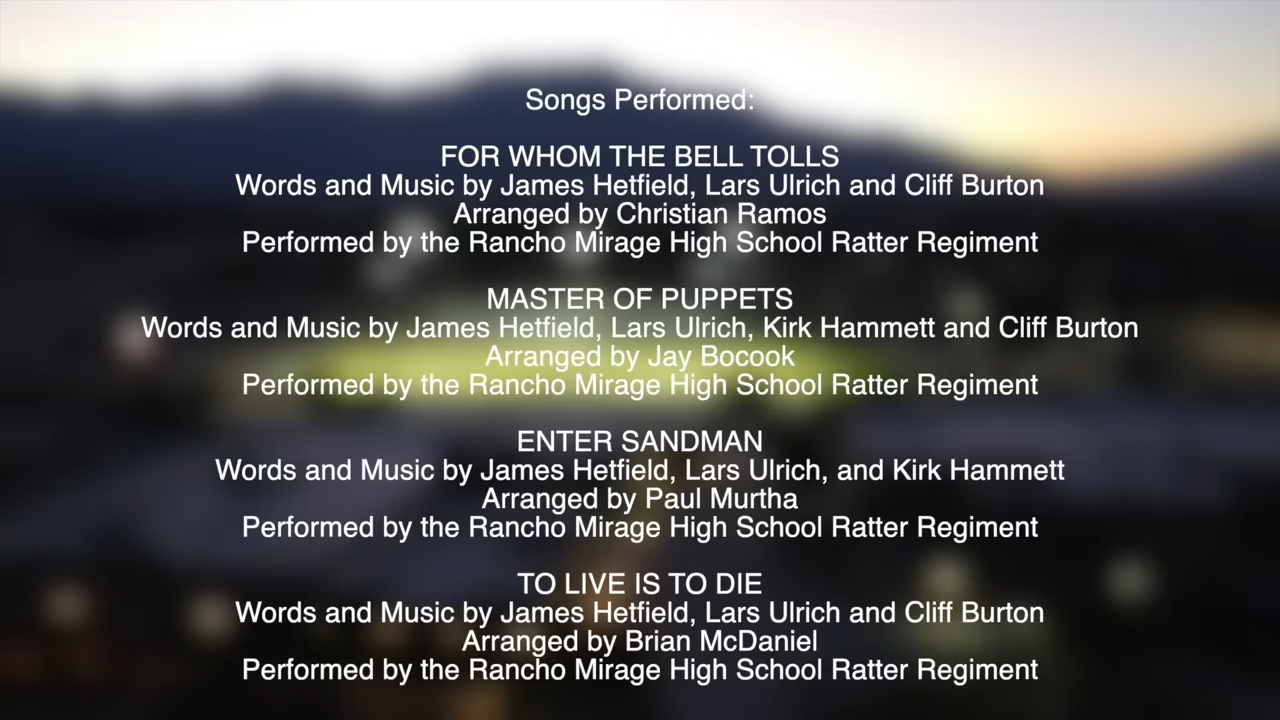 Songs Performed:
FOR WHOM THE BELL TOLLS
Words and Music by James Hetfield, Lars Ulrich and Cliff Burton
Arranged by Christian Ramos
Performed by the Rancho Mirage High School Ratter Regiment
MASTER OF PUPPETS
Words and Music by James Hetfield, Lars Ulrich, Kirk Hammett and Cliff Burton
Arranged by Jay Bocook
Performed by the Rancho Mirage High School Ratter Regiment
ENTER SANDMAN
Words and Music by James Hetfield, Lars Ulrich, and Kirk Hammett
Arranged by Paul Murtha
Performed by the Rancho Mirage High School Ratter Regiment
TO LIVE IS TO DIE
Words and Music by James Hetfield, Lars Ulrich and Cliff Burton
Arranged by Brian McDaniel
Performed by the Rancho Mirage High School Ratter Regiment